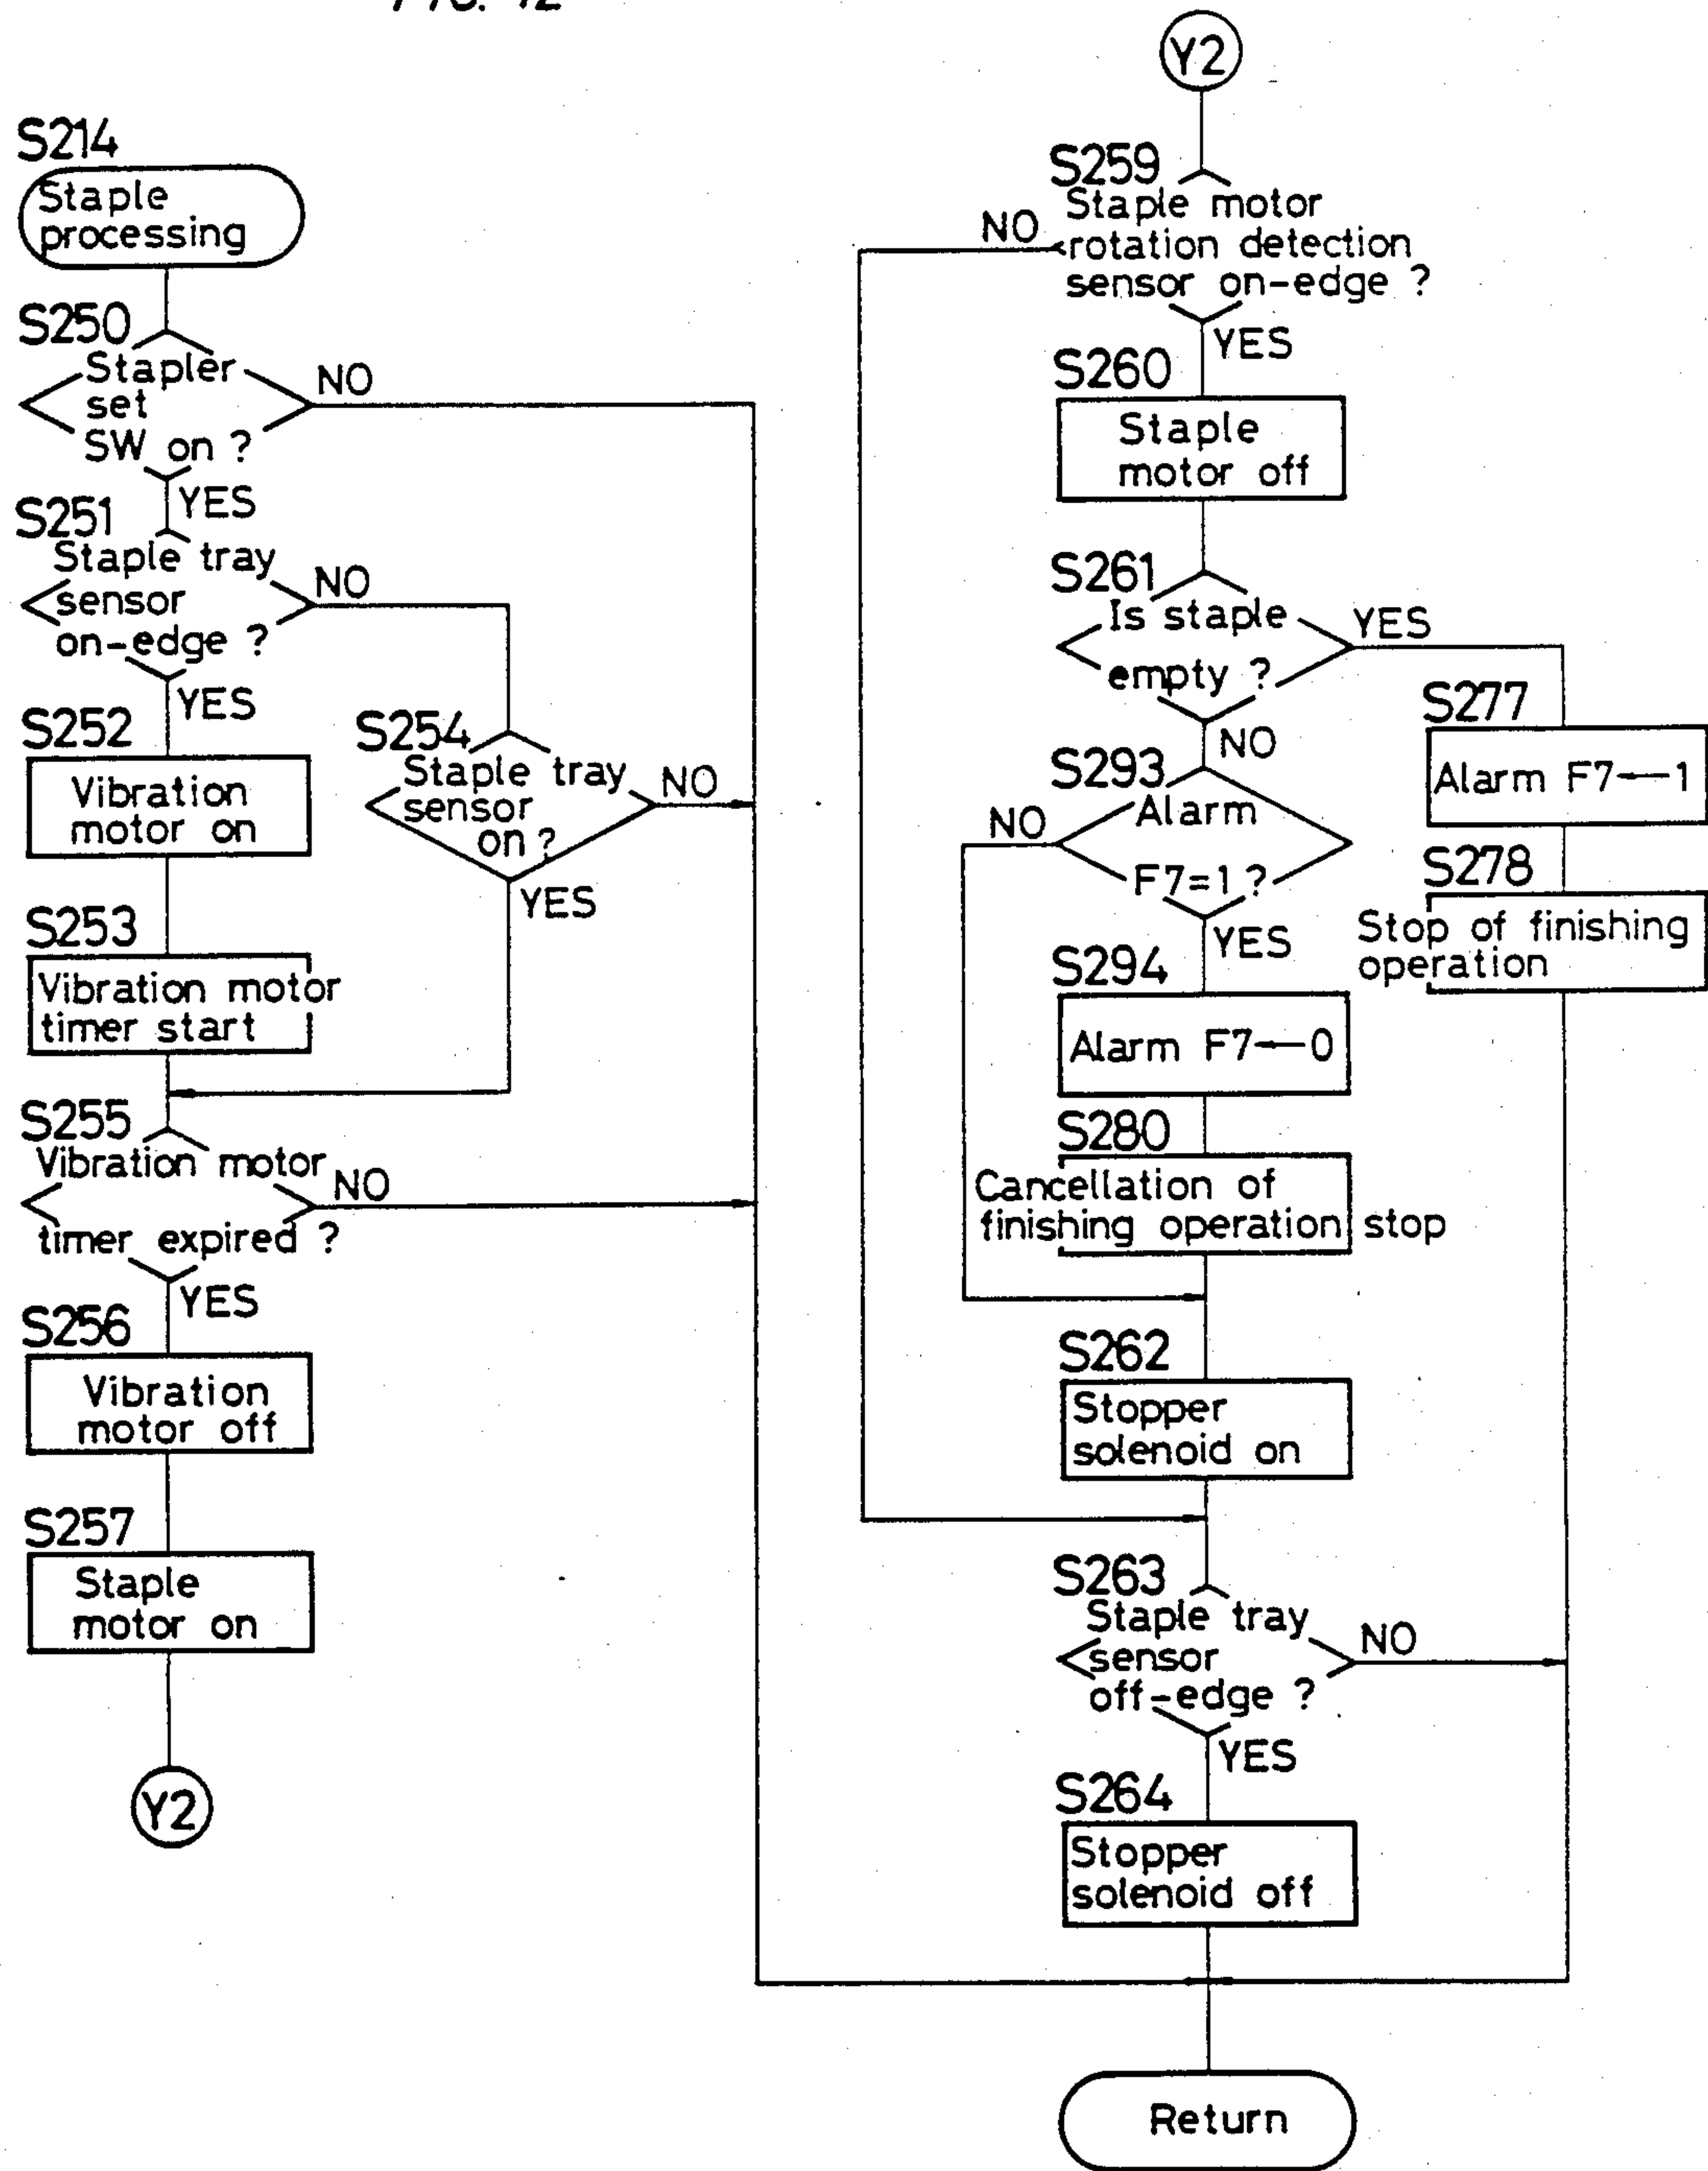 FIG. 42
S214
Staple
processing
S250
Stapler
set
SW on ?
NO
YES
S251
Staple tray
sensor
on-edge ?
NO
YES
S252
Vibration
motor on
S253
Vibration motor
timer start
S254
Staple tray
sensor
on ?
NO
YES
S255
Vibration motor
timer expired ?
NO
YES
S256
Vibration
motor off
S257
Staple
motor on
Y2
Y2
S259
Staple motor
rotation detection
sensor on-edge ?
NO
YES
S260
Staple
motor off
S261
Is staple
empty ?
YES
NO
S277
Alarm F7←1
S278
Stop of finishing
operation
S293
Alarm
F7=1 ?
NO
YES
S294
Alarm F7←0
S280
Cancellation of
finishing operation stop
S262
Stopper
solenoid on
S263
Staple tray
sensor
off-edge ?
NO
YES
S264
Stopper
solenoid off
Return